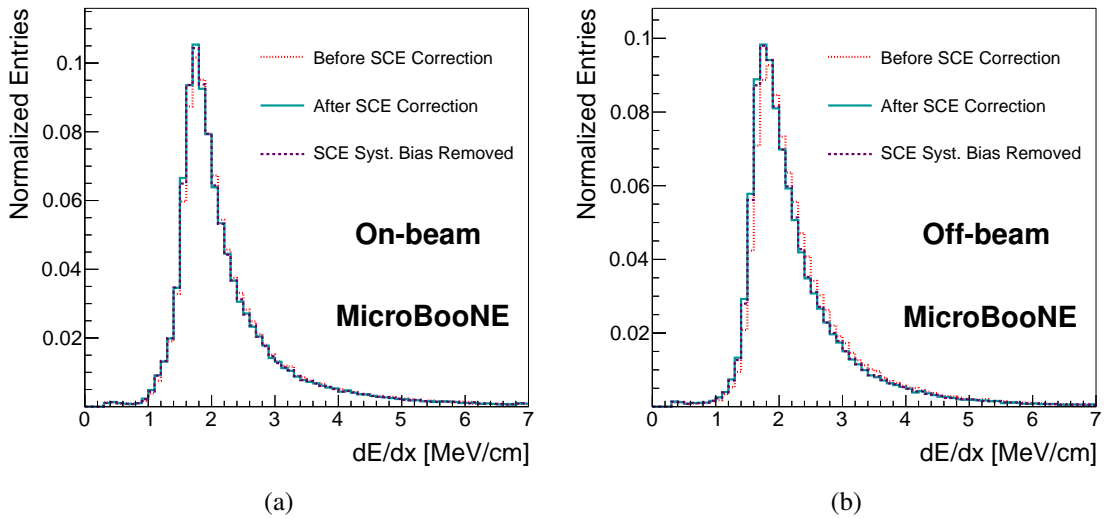 Normalized Entries
0.1
0.08
0.06
0.04
0.02
0 1 2 3 4 5 6 7
dE/dx [MeV/cm]
Before SCE Correction
After SCE Correction
SCE Syst. Bias Removed
On-beam
MicroBooNE
(a)
Normalized Entries
0.1
0.08
0.06
0.04
0.02
0 1 2 3 4 5 6 7
dE/dx [MeV/cm]
Before SCE Correction
After SCE Correction
SCE Syst. Bias Removed
Off-beam
MicroBooNE
(b)